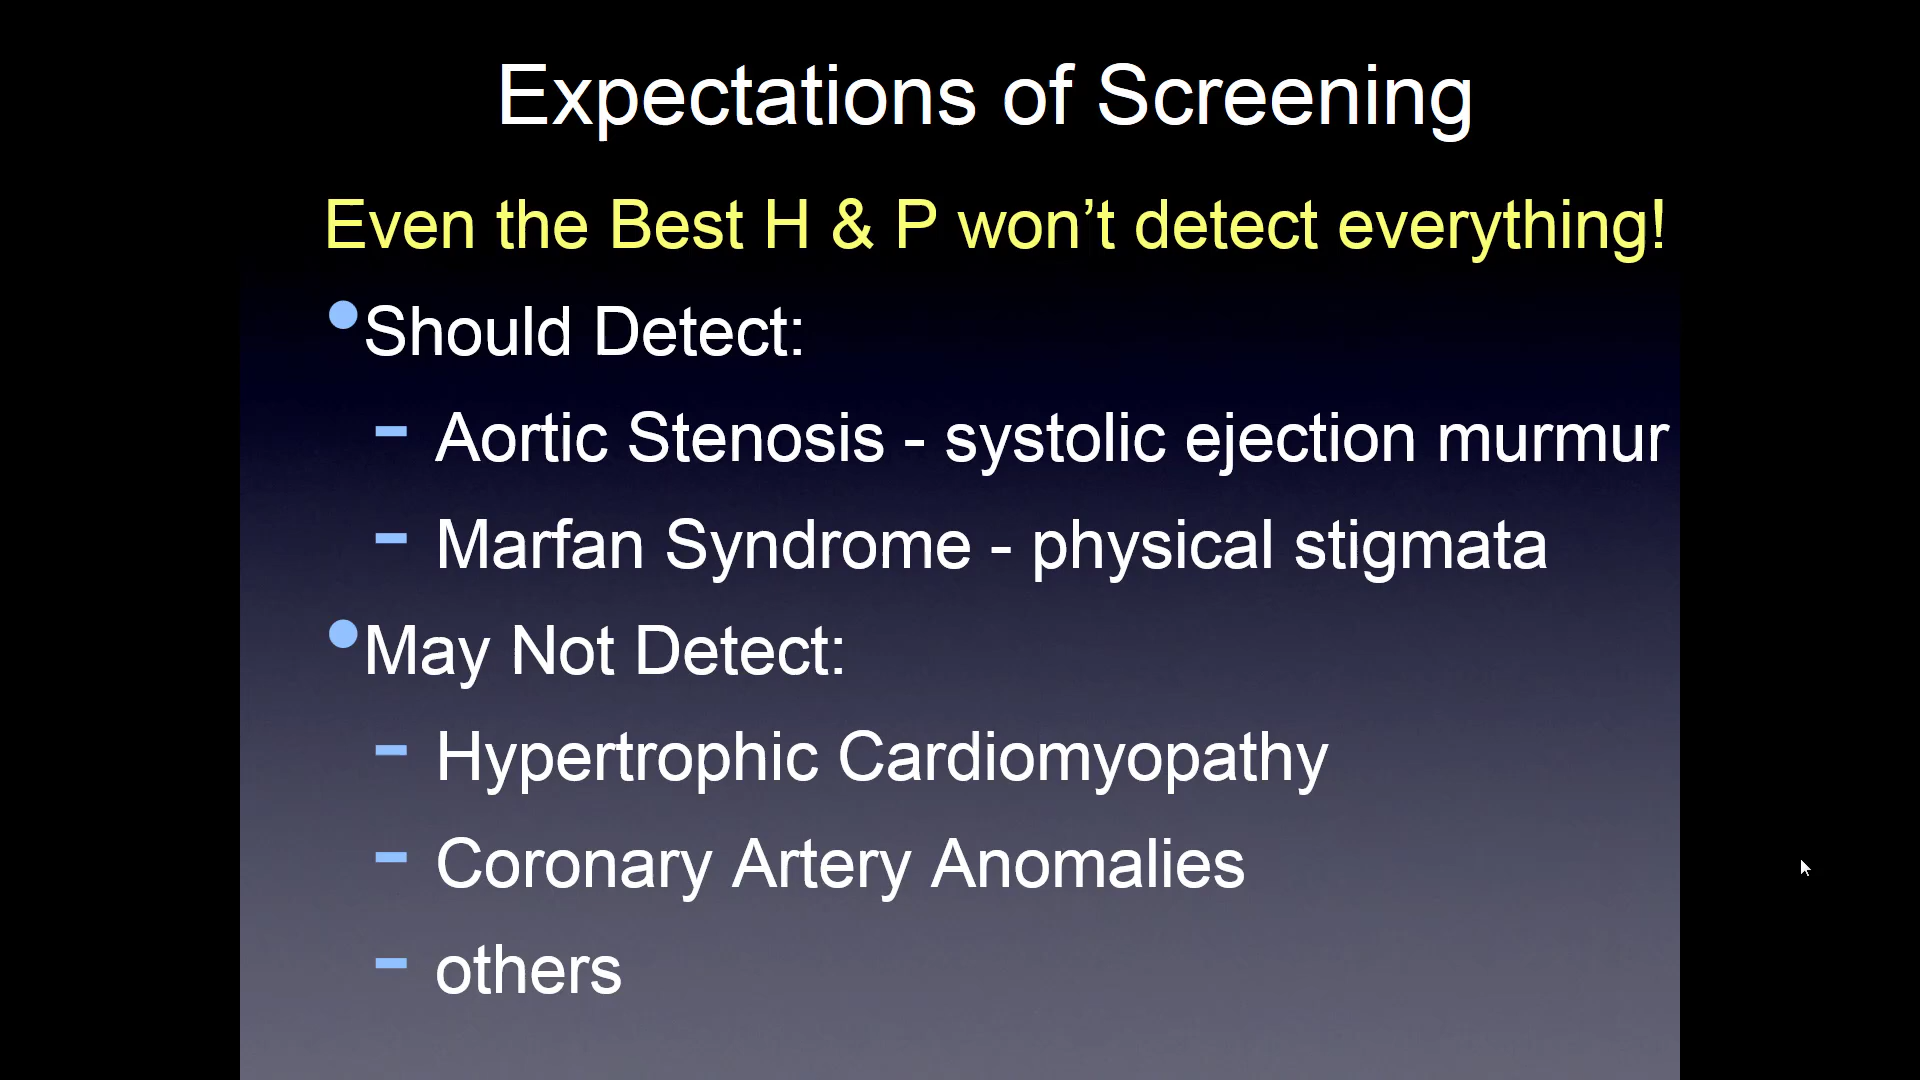 Expectations of Screening
Even the Best H & P won’t detect everything!
•Should Detect:
- Aortic Stenosis - systolic ejection murmur
- Marfan Syndrome - physical stigmata
•May Not Detect:
- Hypertrophic Cardiomyopathy
- Coronary Artery Anomalies
- others